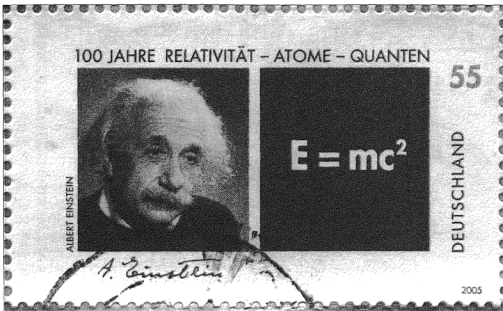 100 JAHRE RELATIVITÄT – ATOME – QUANTEN
55
ALBERT EINSTEIN
E = mc²
DEUTSCHLAND
A. Einstein
2005